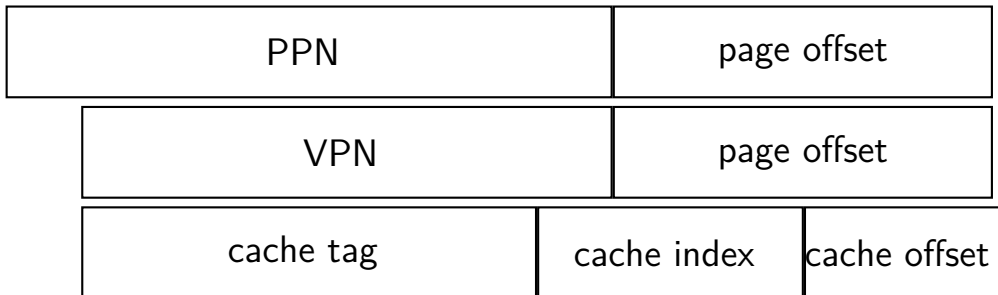 PPN page offset
VPN page offset
cache tag cache index cache offset